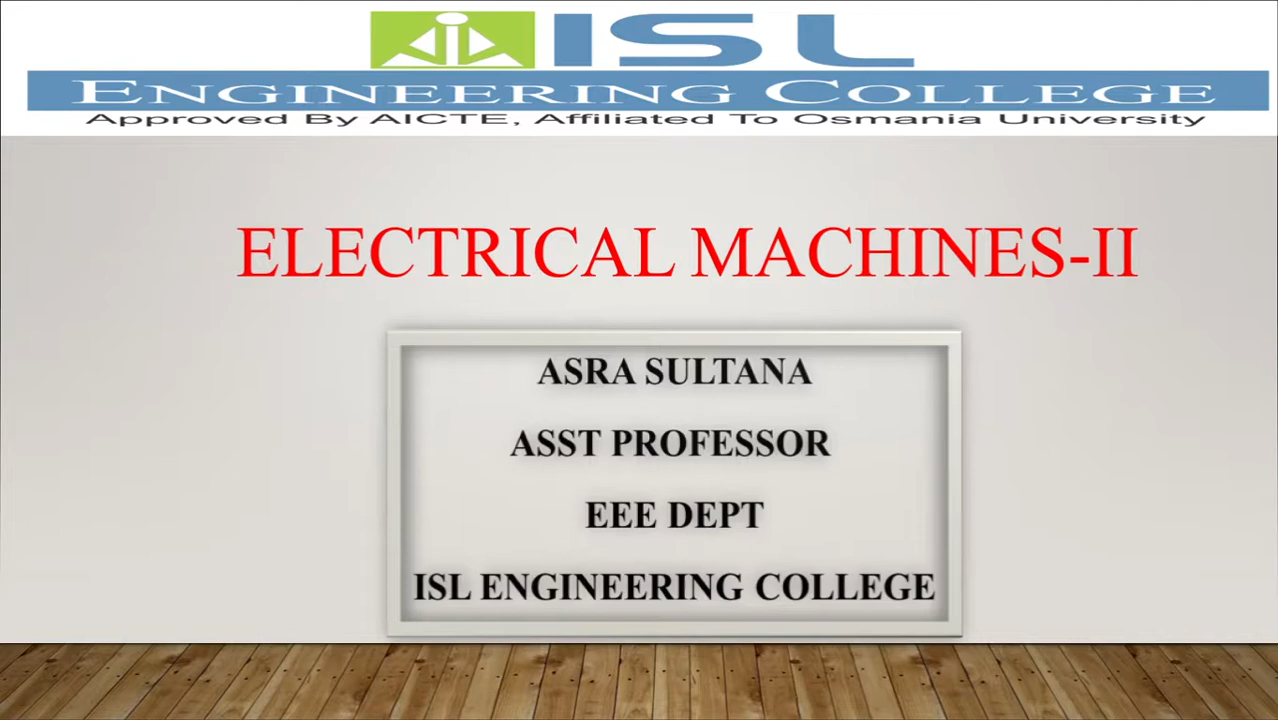 ISL
ENGINEERING COLLEGE
Approved By AICTE, Affiliated To Osmania University
ELECTRICAL MACHINES-II
ASRA SULTANA
ASST PROFESSOR
EEE DEPT
ISL ENGINEERING COLLEGE